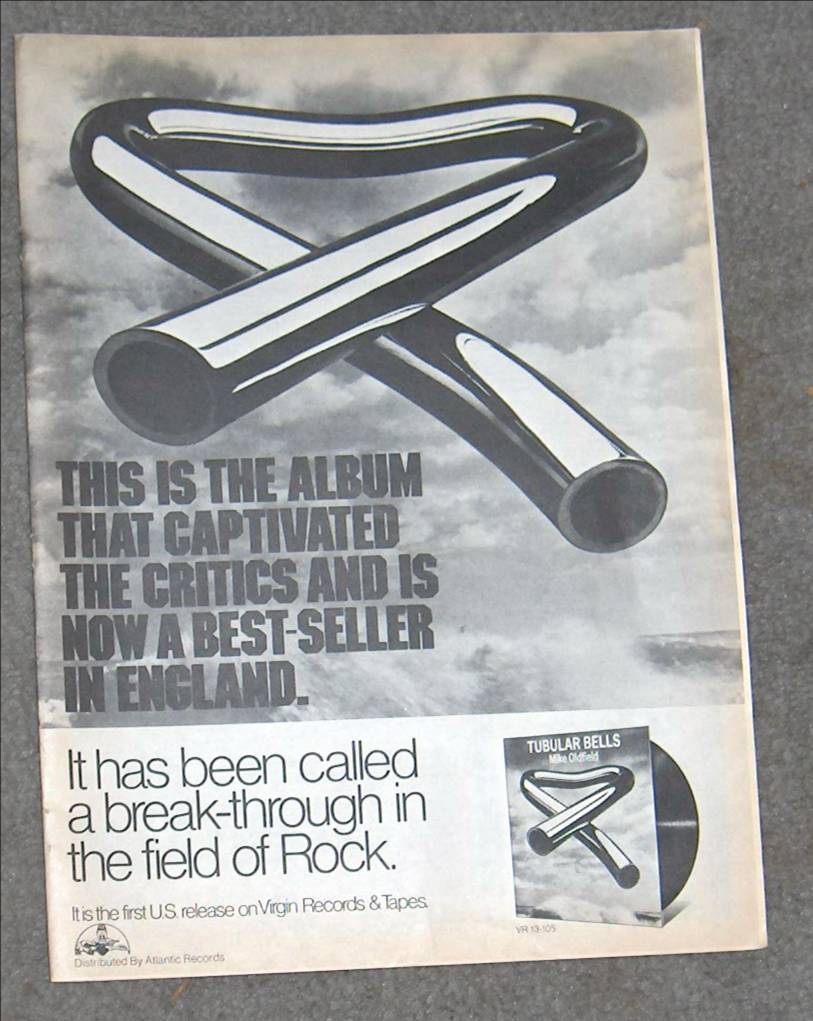 THIS IS THE ALBUM
THAT CAPTIVATED
THE CRITICS AND IS
NOW A BEST-SELLER
IN ENGLAND.
It has been called
a break-through in
the field of Rock.
It is the first U.S. release on Virgin Records & Tapes.
Distributed By Atlantic Records
TUBULAR BELLS
Mike Oldfield
VR 13-105